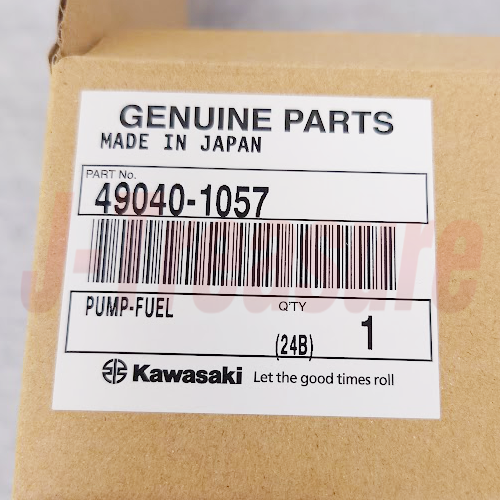 GENUINE PARTS
MADE IN JAPAN
PART No.
49040-1057
PUMP-FUEL
Q'TY
(24B)
1
Kawasaki Let the good times roll
J-Treasure